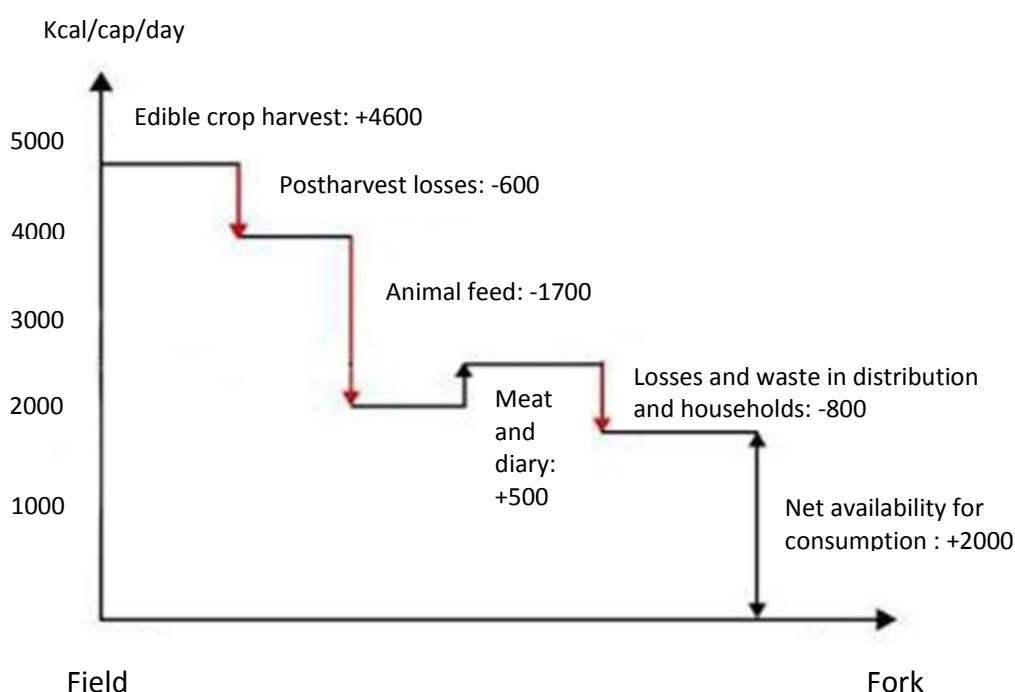 Kcal/cap/day
Edible crop harvest: +4600
5000
Postharvest losses: -600
4000
Animal feed: -1700
3000
Losses and waste in distribution
and households: -800
2000
Meat
and
diary:
+500
1000
Net availability for
consumption : +2000
Field
Fork